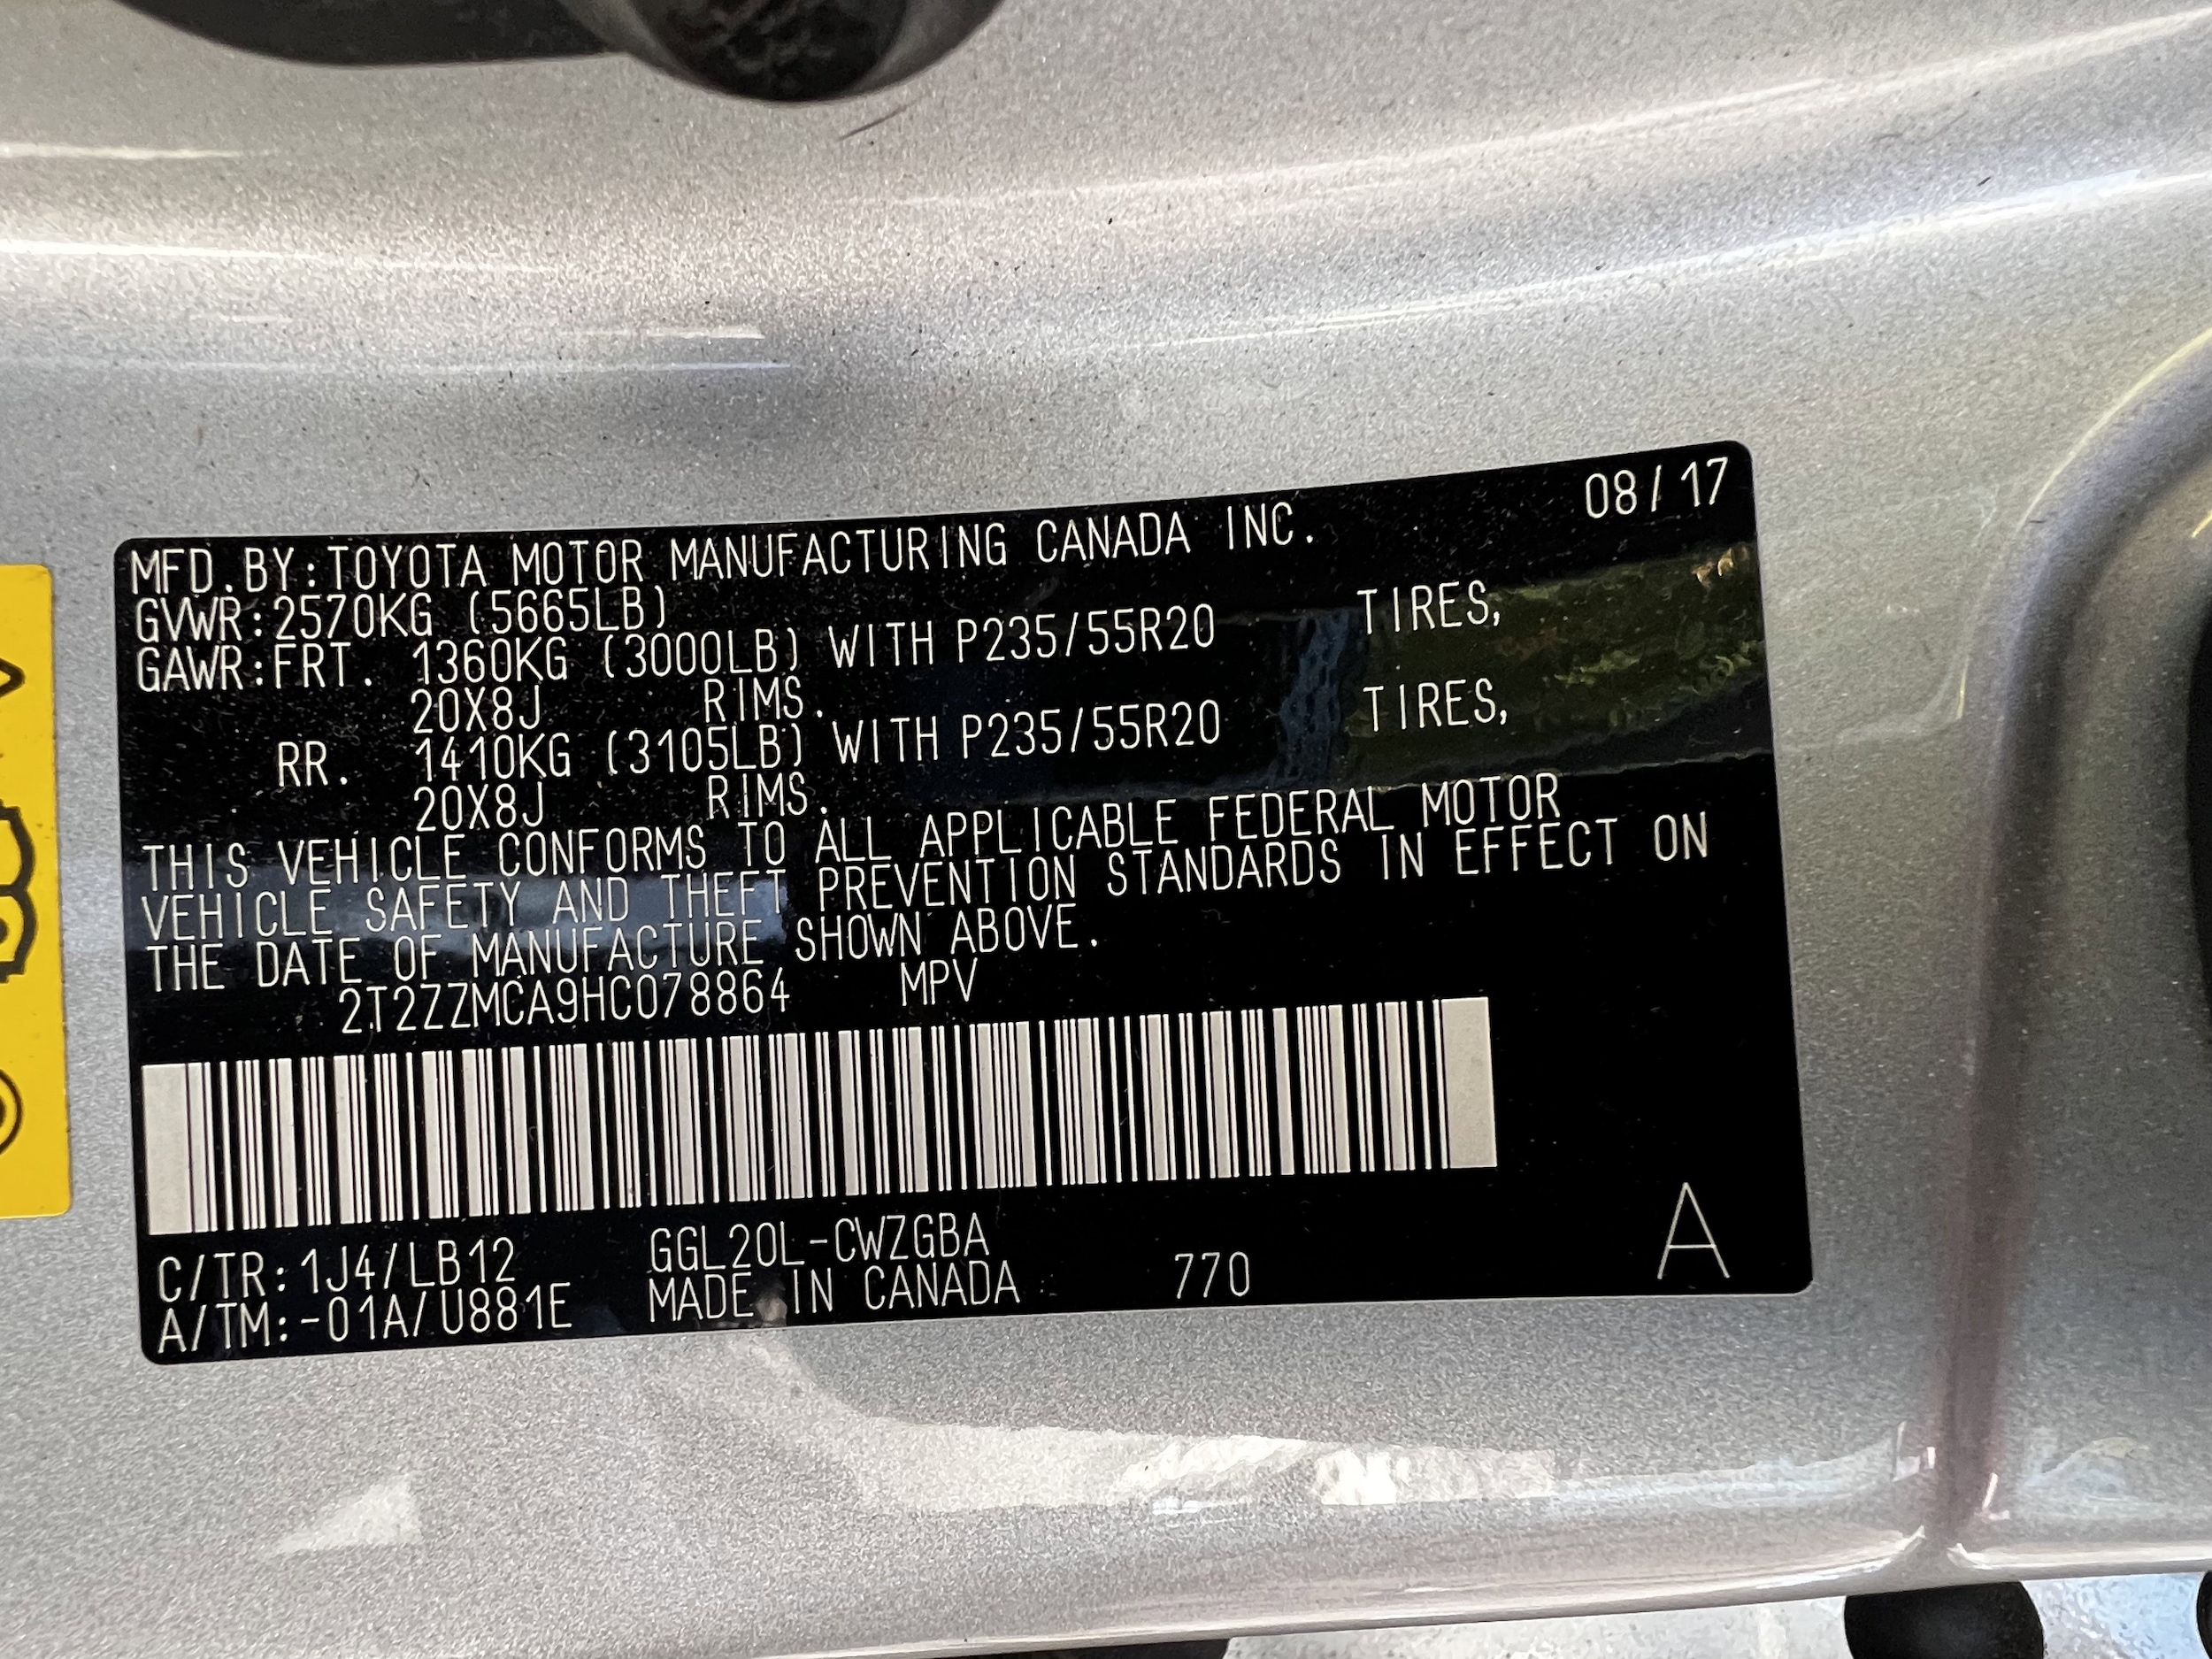 MFD.BY:TOYOTA MOTOR MANUFACTURING CANADA INC. 08/17
GVWR:2570KG (5665LB)
GAWR:FRT. 1360KG (3000LB) WITH P235/55R20 TIRES,
20X8J RIMS.
RR. 1410KG (3105LB) WITH P235/55R20 TIRES,
20X8J RIMS.
THIS VEHICLE CONFORMS TO ALL APPLICABLE FEDERAL MOTOR
VEHICLE SAFETY AND THEFT PREVENTION STANDARDS IN EFFECT ON
THE DATE OF MANUFACTURE SHOWN ABOVE.
2T2ZZMCA9HC078864 MPV
C/TR:1J4/LB12 GGL20L-CWZGBA
A/TM:-01A/U881E MADE IN CANADA 770 A